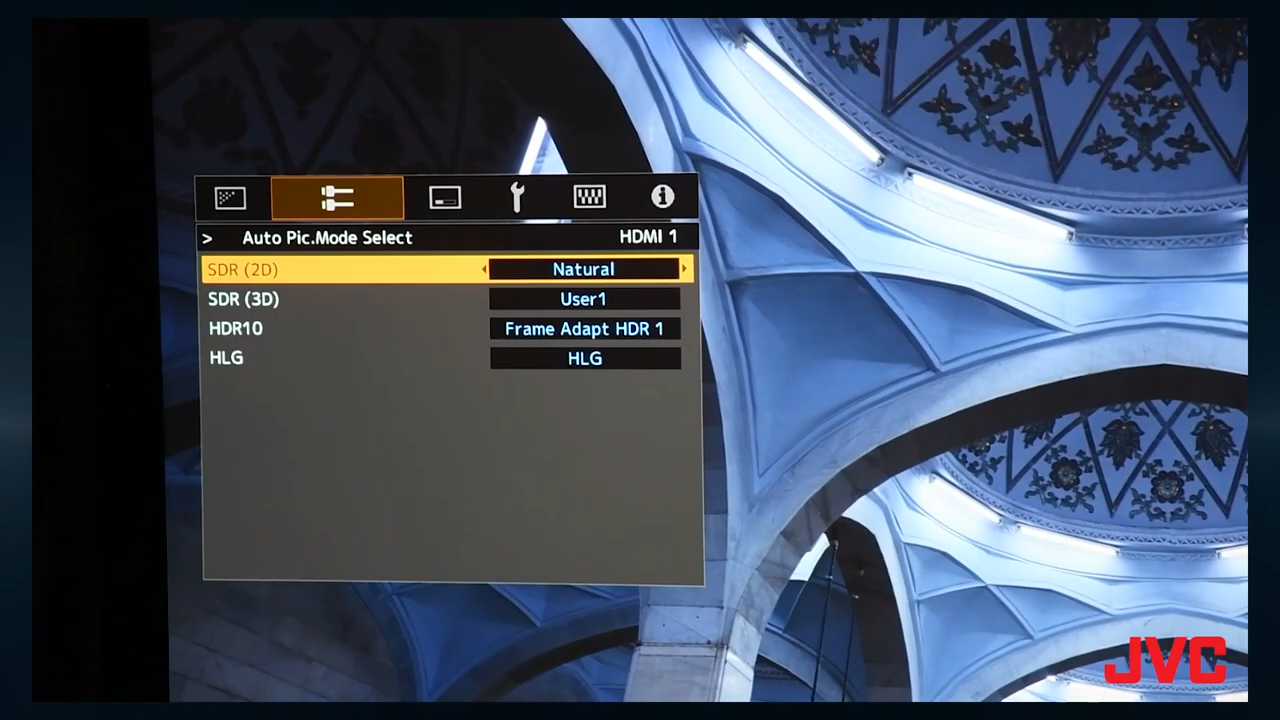 > Auto Pic.Mode Select HDMI 1
SDR (2D) Natural
SDR (3D) User1
HDR10 Frame Adapt HDR 1
HLG HLG
JVC